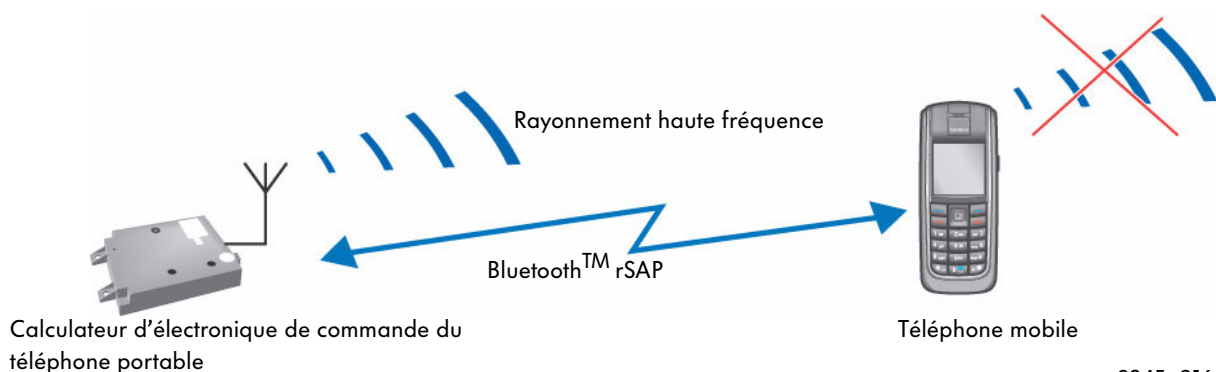 Rayonnement haute fréquence
Bluetooth™ rSAP
Calculateur d'électronique de commande du
téléphone portable
Téléphone mobile